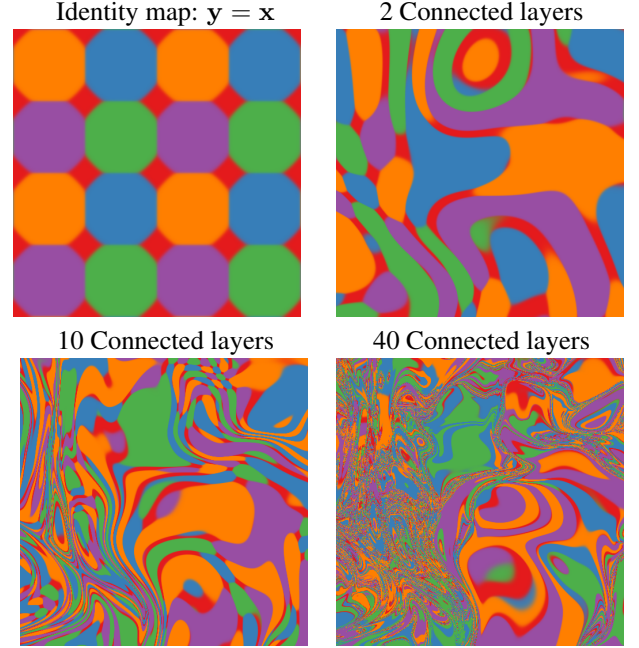 Identity map: y = x
2 Connected layers
10 Connected layers
40 Connected layers